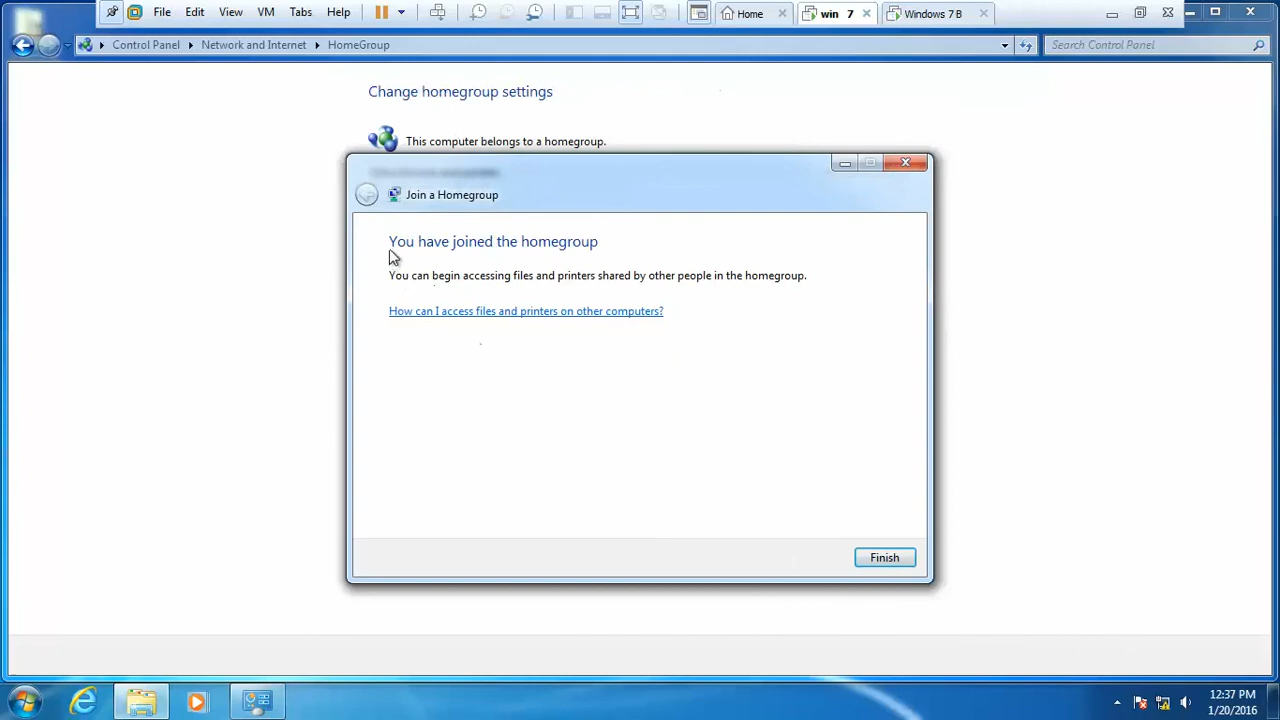 File Edit View VM Tabs Help
Home
win 7
Windows 7 B
Control Panel Network and Internet HomeGroup
Search Control Panel
Change homegroup settings
This computer belongs to a homegroup.
Join a Homegroup
You have joined the homegroup
You can begin accessing files and printers shared by other people in the homegroup.
How can I access files and printers on other computers?
Finish
12:37 PM
1/20/2016